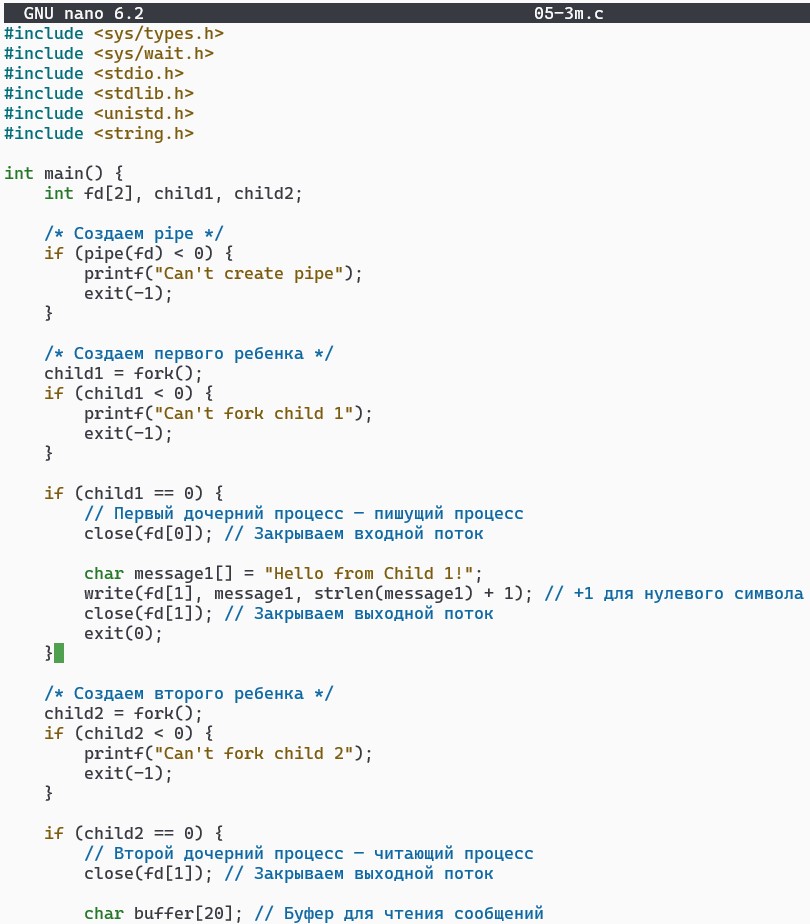 GNU nano 6.2 05-3m.c
#include <sys/types.h>
#include <sys/wait.h>
#include <stdio.h>
#include <stdlib.h>
#include <unistd.h>
#include <string.h>

int main() {
    int fd[2], child1, child2;

    /* Создаем pipe */
    if (pipe(fd) < 0) {
        printf("Can't create pipe");
        exit(-1);
    }

    /* Создаем первого ребенка */
    child1 = fork();
    if (child1 < 0) {
        printf("Can't fork child 1");
        exit(-1);
    }

    if (child1 == 0) {
        // Первый дочерний процесс — пишущий процесс
        close(fd[0]); // Закрываем входной поток

        char message1[] = "Hello from Child 1!";
        write(fd[1], message1, strlen(message1) + 1); // +1 для нулевого символа
        close(fd[1]); // Закрываем выходной поток
        exit(0);
    }

    /* Создаем второго ребенка */
    child2 = fork();
    if (child2 < 0) {
        printf("Can't fork child 2");
        exit(-1);
    }

    if (child2 == 0) {
        // Второй дочерний процесс — читающий процесс
        close(fd[1]); // Закрываем выходной поток

        char buffer[20]; // Буфер для чтения сообщений